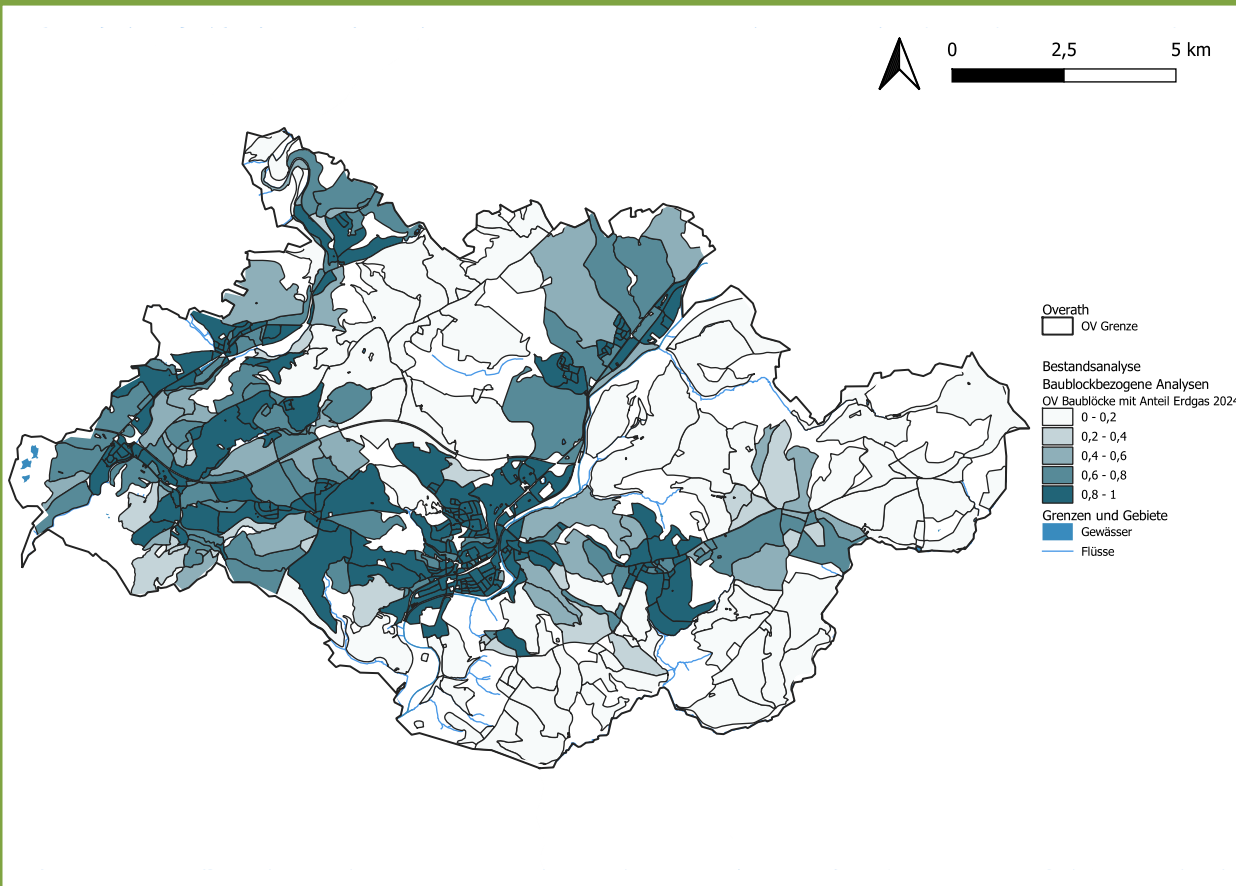 0 2,5 5 km
Overath
OV Grenze
Bestandsanalyse
Baublockbezogene Analysen
OV Baublöcke mit Anteil Erdgas 2024
0 - 0,2
0,2 - 0,4
0,4 - 0,6
0,6 - 0,8
0,8 - 1
Grenzen und Gebiete
Gewässer
Flüsse